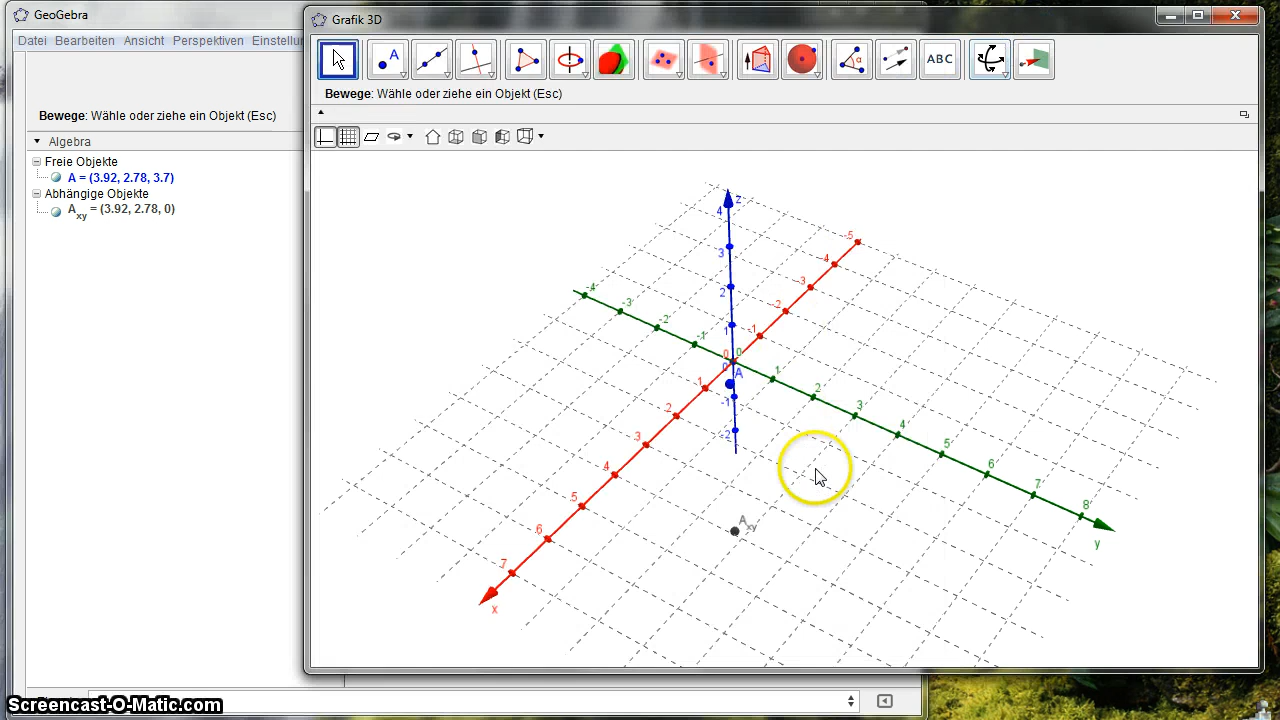 GeoGebra
Datei Bearbeiten Ansicht Perspektiven Einstellu
Bewege: Wähle oder ziehe ein Objekt (Esc)
Algebra
Freie Objekte
A = (3.92, 2.78, 3.7)
Abhängige Objekte
Axy = (3.92, 2.78, 0)
Grafik 3D
ABC
Bewege: Wähle oder ziehe ein Objekt (Esc)
z
4
3
2
1
0
-1
-2
-5
-4
-3
-2
-1
0
1
2
3
4
5
6
7
x
-4
-3
-2
-1
0
1
2
3
4
5
6
7
8
y
A
Axy
α
A
Screencast-O-Matic.com